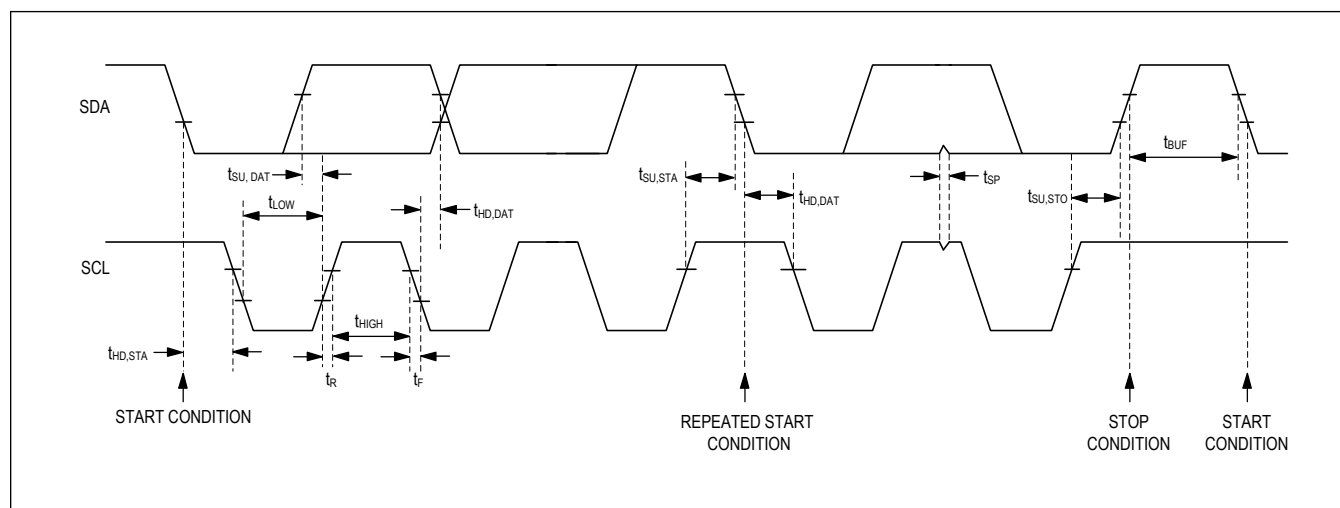 SDA
tSU, DAT
tLOW
tHD,DAT
tSU,STA
tHD,DAT
tSP
tSU,STO
tBUF
SCL
tHD,STA
tR
tHIGH
tF
START CONDITION
REPEATED START
CONDITION
STOP
CONDITION
START
CONDITION